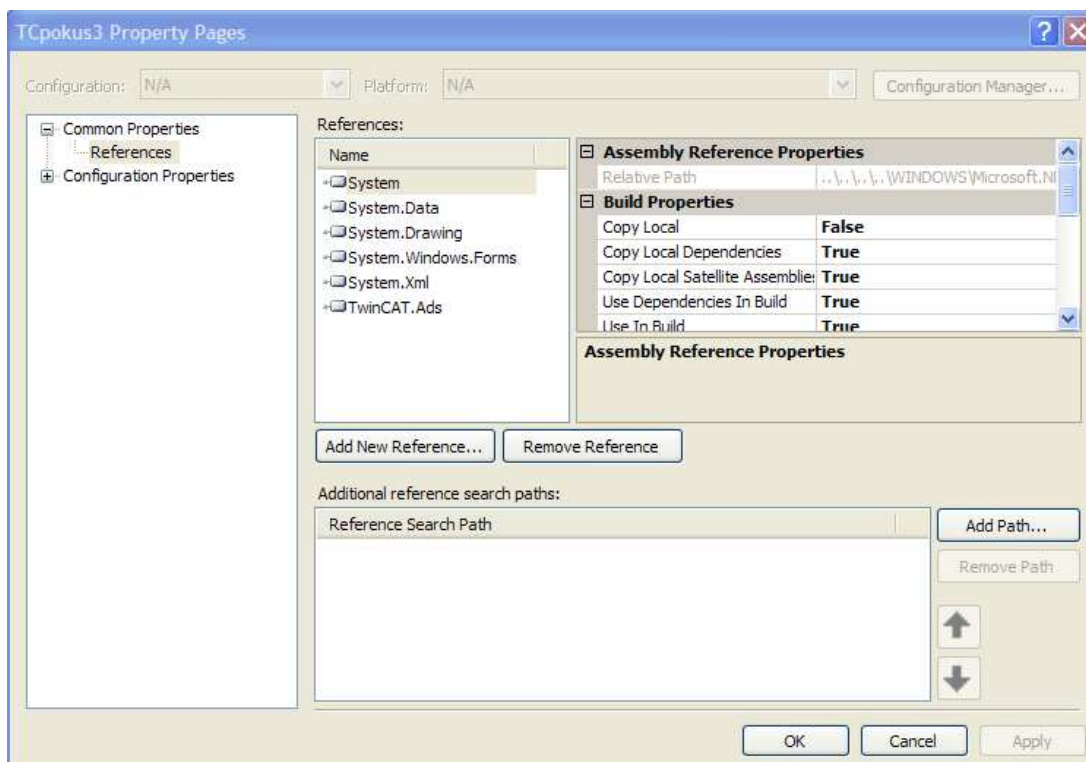 TCpokus3 Property Pages
Configuration: N/A Platform: N/A Configuration Manager...
Common Properties
References
Configuration Properties
References:
Name
System
System.Data
System.Drawing
System.Windows.Forms
System.Xml
TwinCAT.Ads
Assembly Reference Properties
Relative Path ..\..\..\..\WINDOWS\Microsoft.N
Build Properties
Copy Local False
Copy Local Dependencies True
Copy Local Satellite Assemblie True
Use Dependencies In Build True
Use In Build True
Assembly Reference Properties
Add New Reference... Remove Reference
Additional reference search paths:
Reference Search Path
Add Path...
Remove Path
OK Cancel Apply